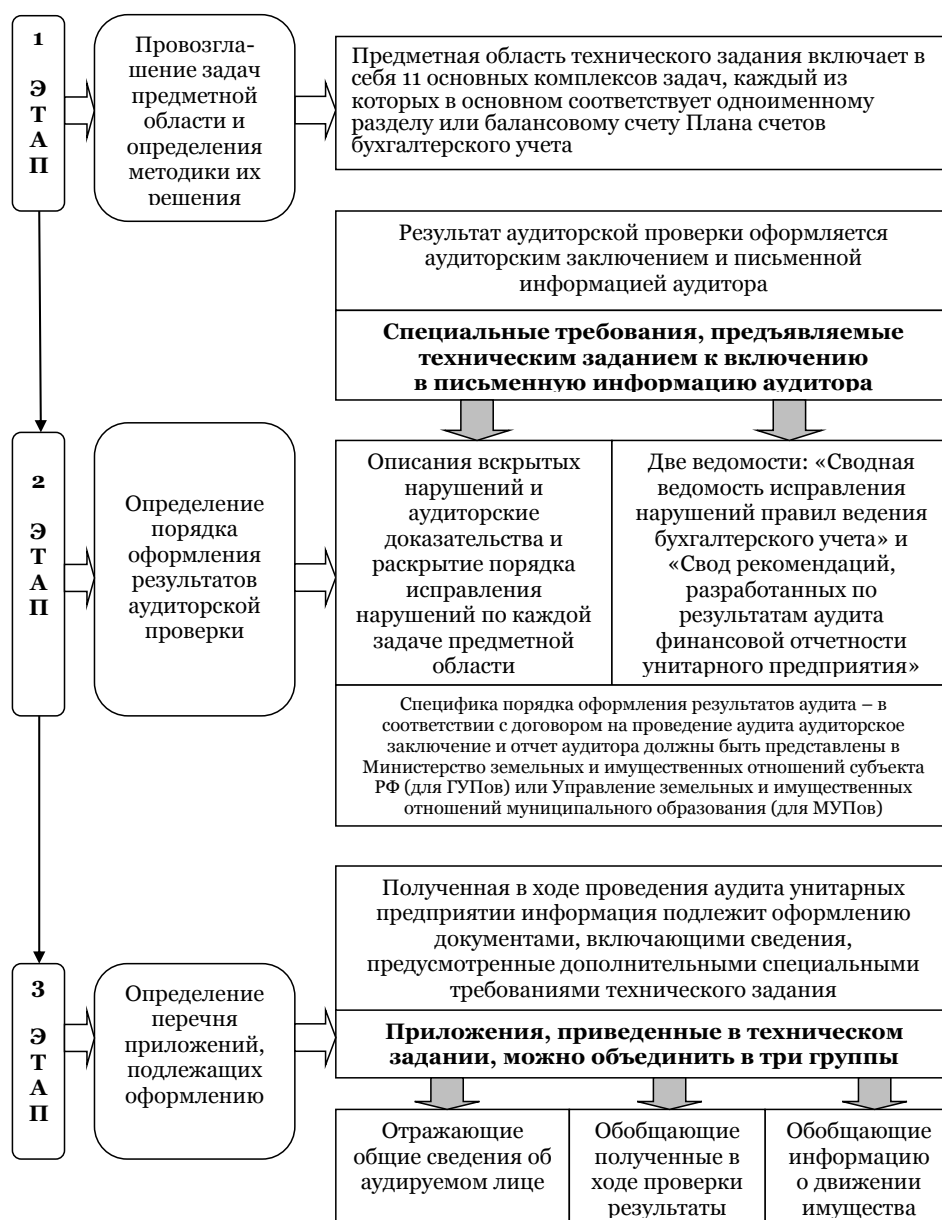 1
Э
Т
А
П
Провозгла-
шение задач
предметной
области и
определения
методики их
решения
Предметная область технического задания включает в
себя 11 основных комплексов задач, каждый из
которых в основном соответствует одноименному
разделу или балансовому счету Плана счетов
бухгалтерского учета
Результат аудиторской проверки оформляется
аудиторским заключением и письменной
информацией аудитора
Специальные требования, предъявляемые
техническим заданием к включению
в письменную информацию аудитора
2
Э
Т
А
П
Определение
порядка
оформления
результатов
аудиторской
проверки
Описания вскрытых
нарушений и
аудиторские
доказательства и
раскрытие порядка
исправления
нарушений по каждой
задаче предметной
области
Две ведомости: «Сводная
ведомость исправления
нарушений правил ведения
бухгалтерского учета» и
«Свод рекомендаций,
разработанных по
результатам аудита
финансовой отчетности
унитарного предприятия»
Специфика порядка оформления результатов аудита – в
соответствии с договором на проведение аудита аудиторское
заключение и отчет аудитора должны быть представлены в
Министерство земельных и имущественных отношений субъекта
РФ (для ГУПов) или Управление земельных и имущественных
отношений муниципального образования (для МУПов)
3
Э
Т
А
П
Определение
перечня
приложений,
подлежащих
оформлению
Полученная в ходе проведения аудита унитарных
предприятии информация подлежит оформлению
документами, включающими сведения,
предусмотренные дополнительными специальными
требованиями технического задания
Приложения, приведенные в техническом
задании, можно объединить в три группы
Отражающие
общие сведения об
аудируемом лице
Обобщающие
полученные в
ходе проверки
результаты
Обобщающие
информацию
о движении
имущества